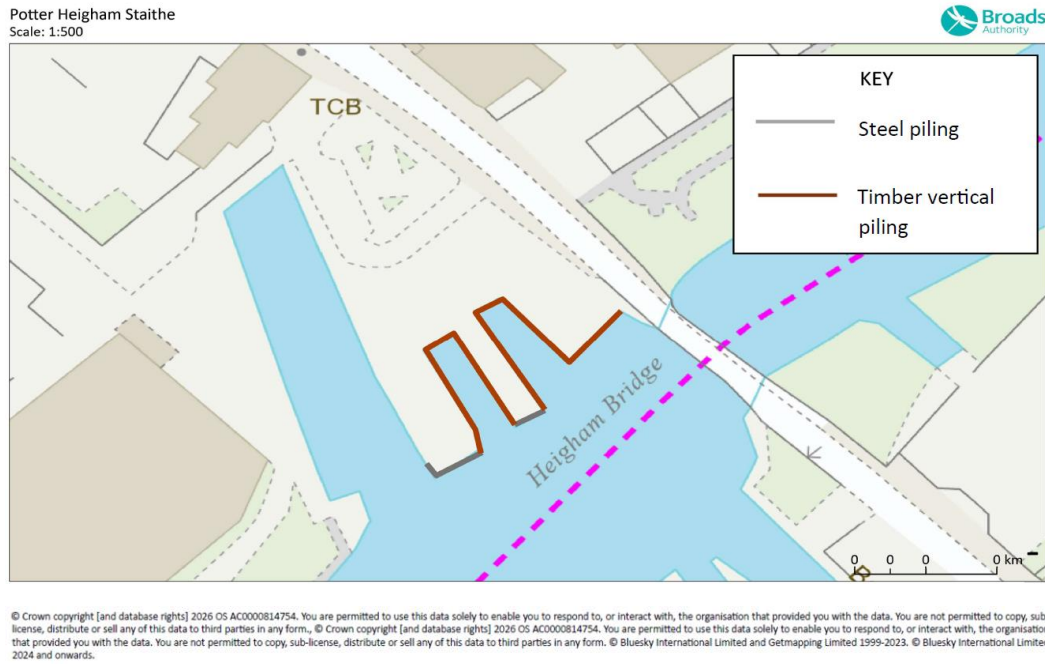 Potter Heigham Staithe
Scale: 1:500
Broads
Authority
KEY
Steel piling
Timber vertical
piling
TCB
Heigham Bridge
0 0 0 0 km
© Crown copyright [and database rights] 2026 OS AC0000814754. You are permitted to use this data solely to enable you to respond to, or interact with, the organisation that provided you with the data. You are not permitted to copy, sub
license, distribute or sell any of this data to third parties in any form., © Crown copyright [and database rights] 2026 OS AC0000814754. You are permitted to use this data solely to enable you to respond to, or interact with, the organisation
that provided you with the data. You are not permitted to copy, sub-license, distribute or sell any of this data to third parties in any form. © Bluesky International Limited and Getmapping Limited 1999-2023. © Bluesky International Limite
2024 and onwards.